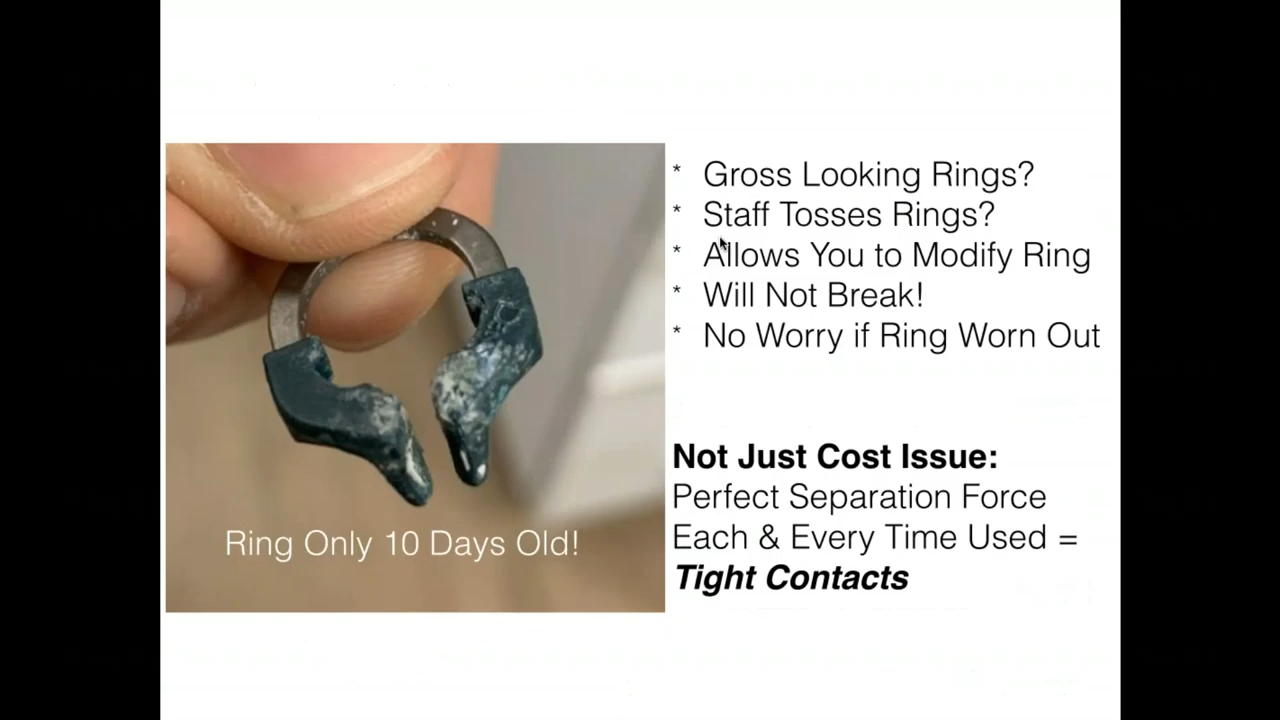 * Gross Looking Rings?
* Staff Tosses Rings?
* Allows You to Modify Ring
* Will Not Break!
* No Worry if Ring Worn Out
Not Just Cost Issue:
Perfect Separation Force
Each & Every Time Used =
Tight Contacts
Ring Only 10 Days Old!